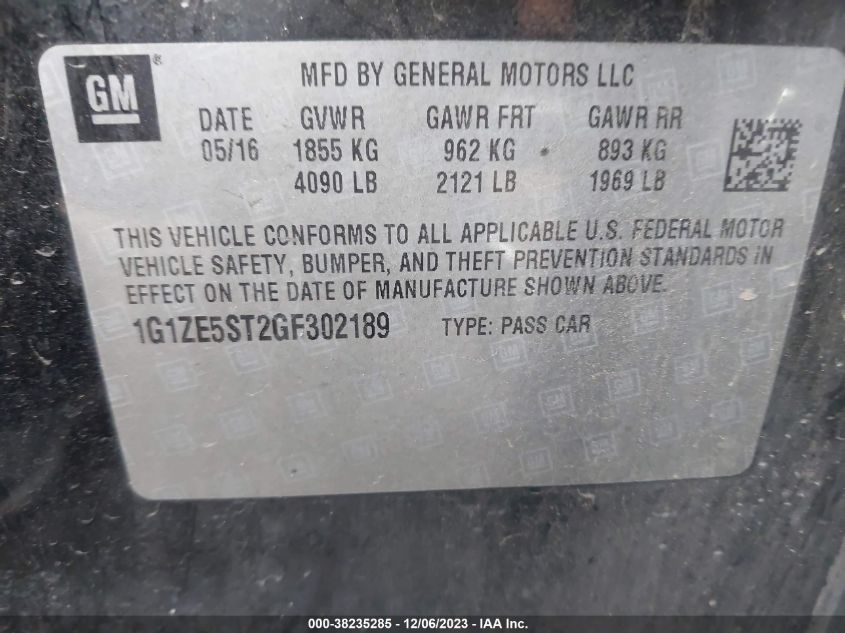 GM®
MFD BY GENERAL MOTORS LLC
DATE GVWR GAWR FRT GAWR RR
05/16 1855 KG 962 KG 893 KG
4090 LB 2121 LB 1969 LB
THIS VEHICLE CONFORMS TO ALL APPLICABLE U.S. FEDERAL MOTOR
VEHICLE SAFETY, BUMPER, AND THEFT PREVENTION STANDARDS IN
EFFECT ON THE DATE OF MANUFACTURE SHOWN ABOVE.
1G1ZE5ST2GF302189 TYPE: PASS CAR
000-38235285 - 12/06/2023 - IAA Inc.